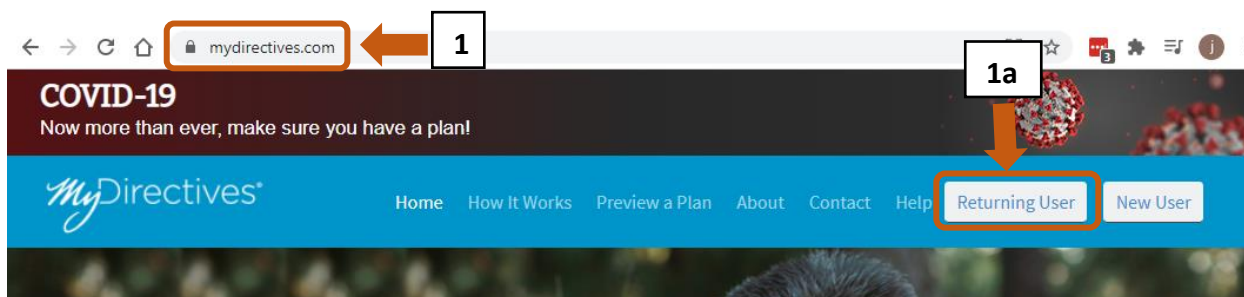 mydirectives.com
1
3
j
1a
COVID-19
Now more than ever, make sure you have a plan!
MyDirectives®
Home How It Works Preview a Plan About Contact Help Returning User New User